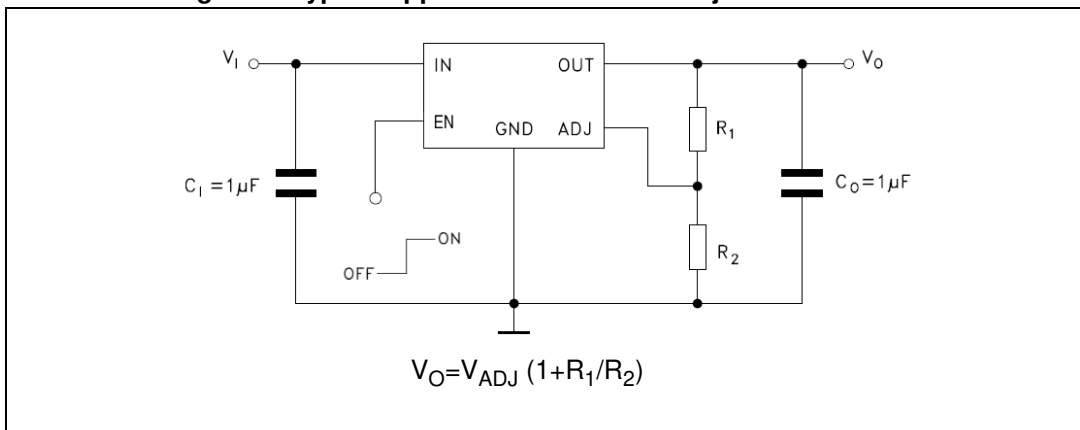 V_I
IN
OUT
V_O
EN
GND
ADJ
R_1
C_I =1µF
C_O=1µF
ON
OFF
R_2
V_O=V_ADJ (1+R_1/R_2)